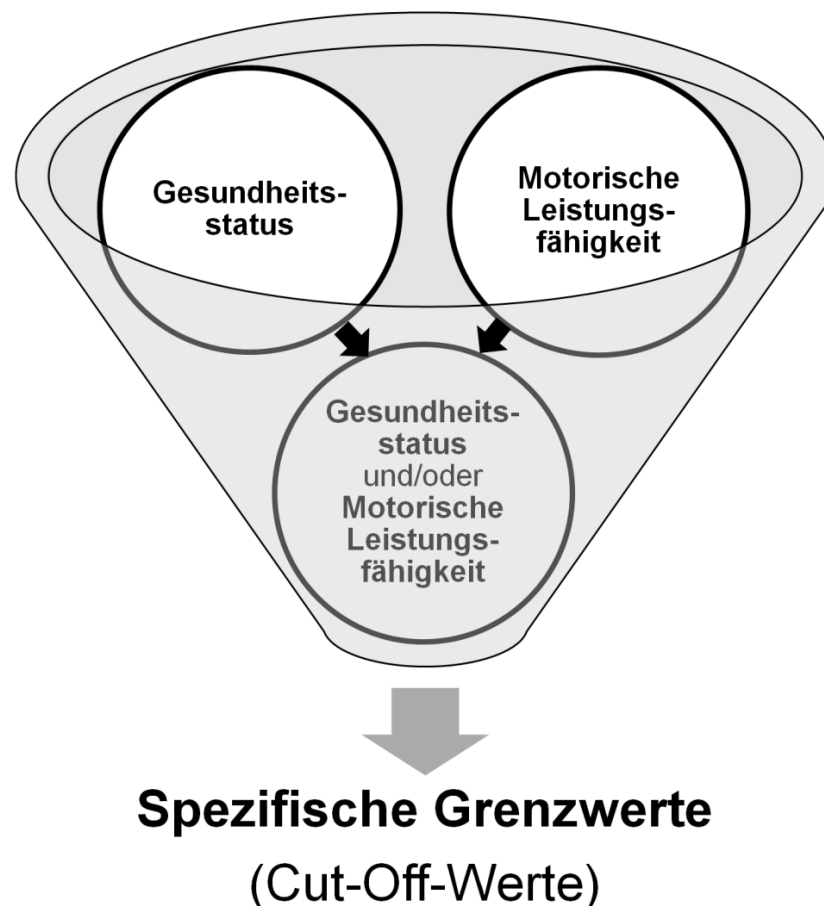 Gesundheits-
status
Motorische
Leistungs-
fähigkeit
Gesundheits-
status
und/oder
Motorische
Leistungs-
fähigkeit
Spezifische Grenzwerte
(Cut-Off-Werte)